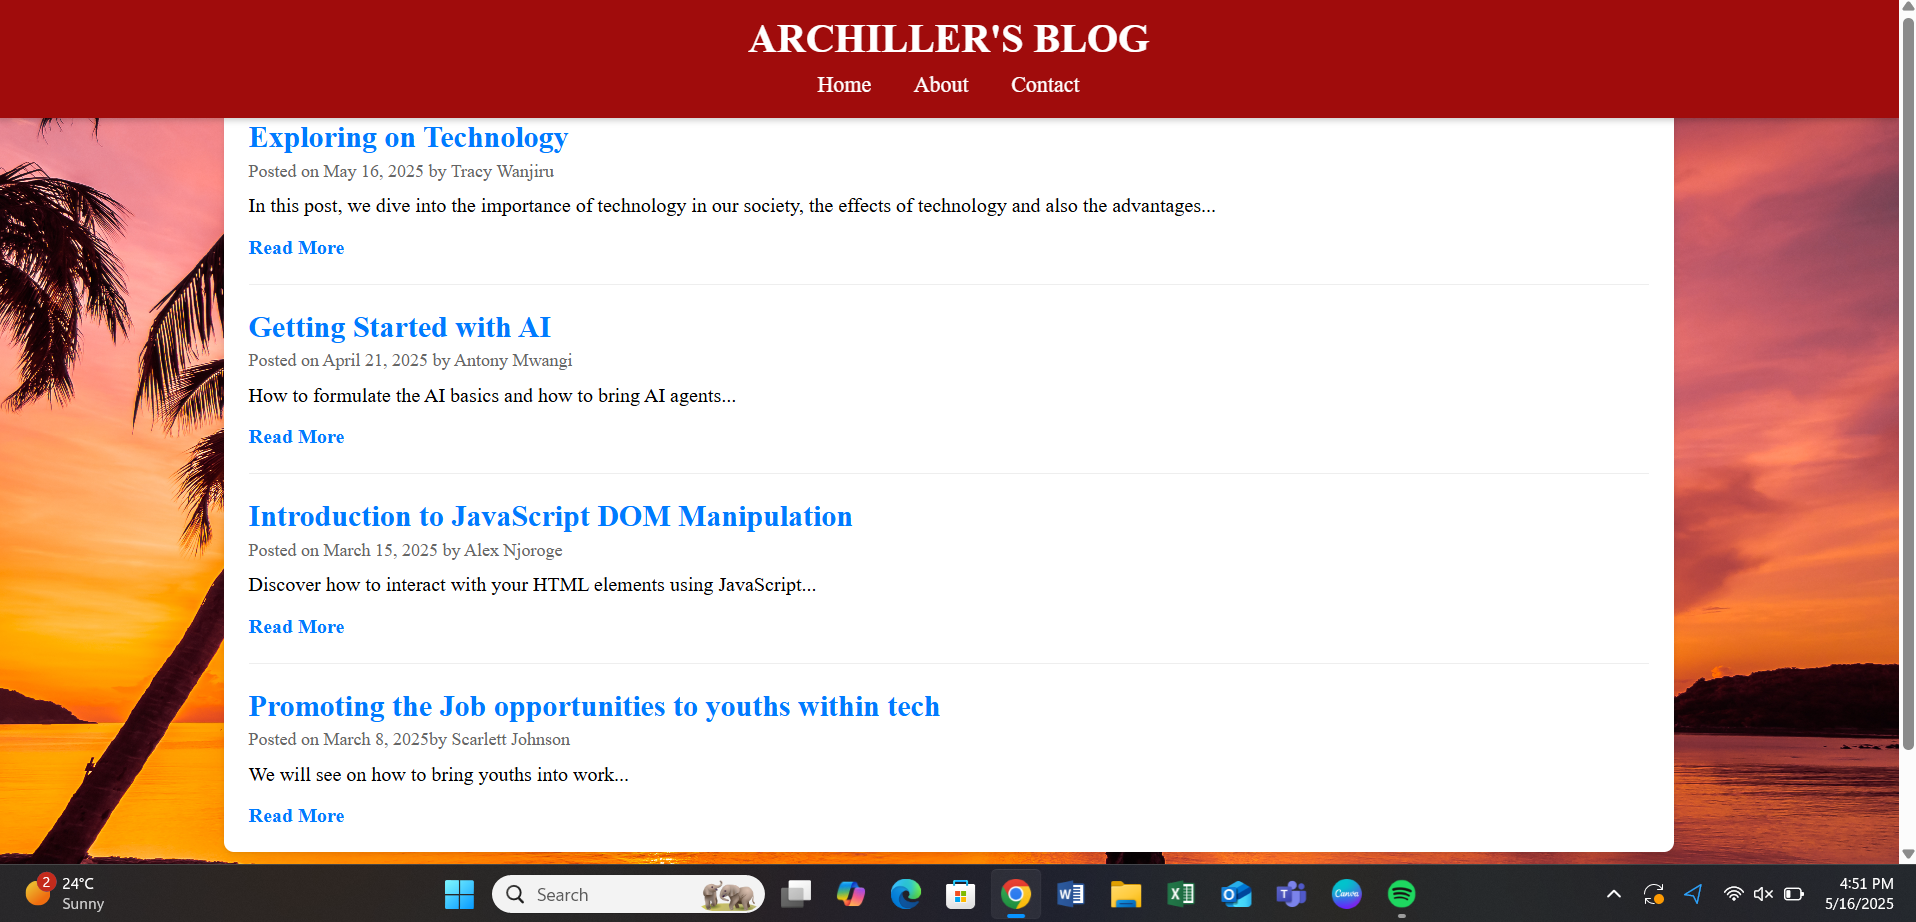 ARCHILLER'S BLOG
Home About Contact
Exploring on Technology
Posted on May 16, 2025 by Tracy Wanjiru
In this post, we dive into the importance of technology in our society, the effects of technology and also the advantages...
Read More
Getting Started with AI
Posted on April 21, 2025 by Antony Mwangi
How to formulate the AI basics and how to bring AI agents...
Read More
Introduction to JavaScript DOM Manipulation
Posted on March 15, 2025 by Alex Njoroge
Discover how to interact with your HTML elements using JavaScript...
Read More
Promoting the Job opportunities to youths within tech
Posted on March 8, 2025by Scarlett Johnson
We will see on how to bring youths into work...
Read More
2
24°C
Sunny
Search
W
X
O
T
Canva
4:51 PM
5/16/2025